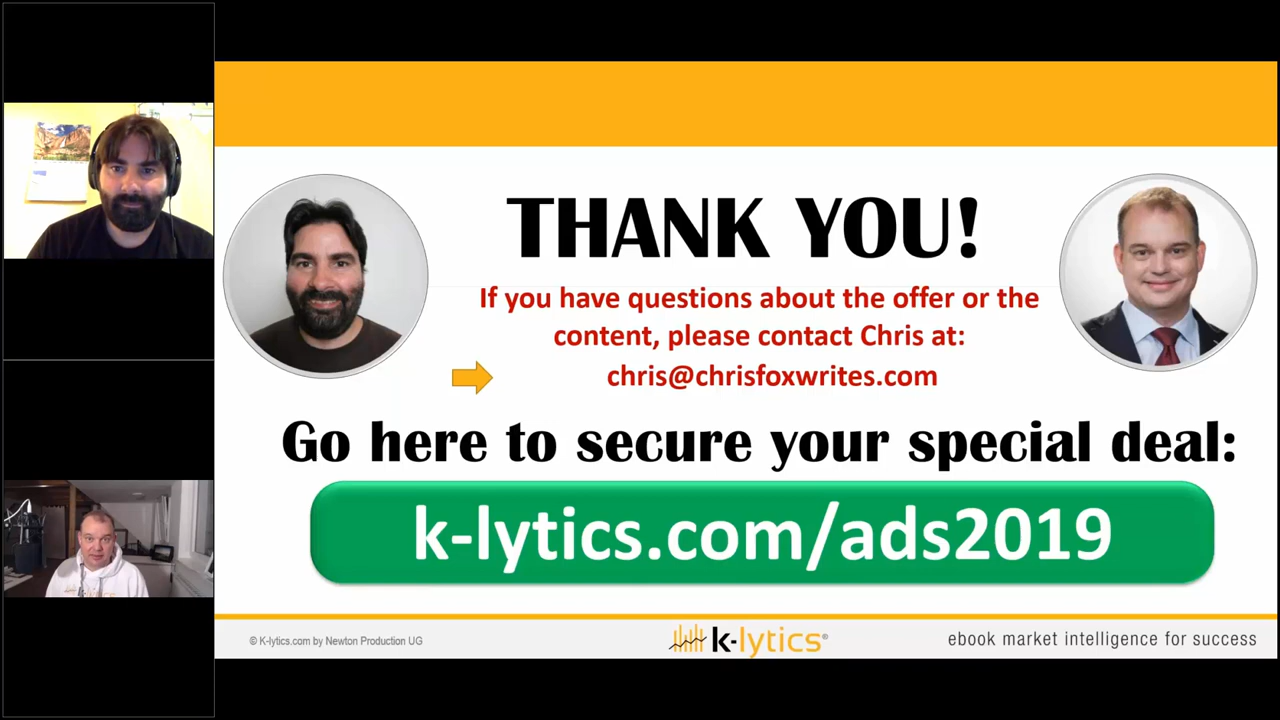 THANK YOU!
If you have questions about the offer or the
content, please contact Chris at:
chris@chrisfoxwrites.com
Go here to secure your special deal:
k-lytics.com/ads2019
© K-lytics.com by Newton Production UG
k-lytics®
ebook market intelligence for success